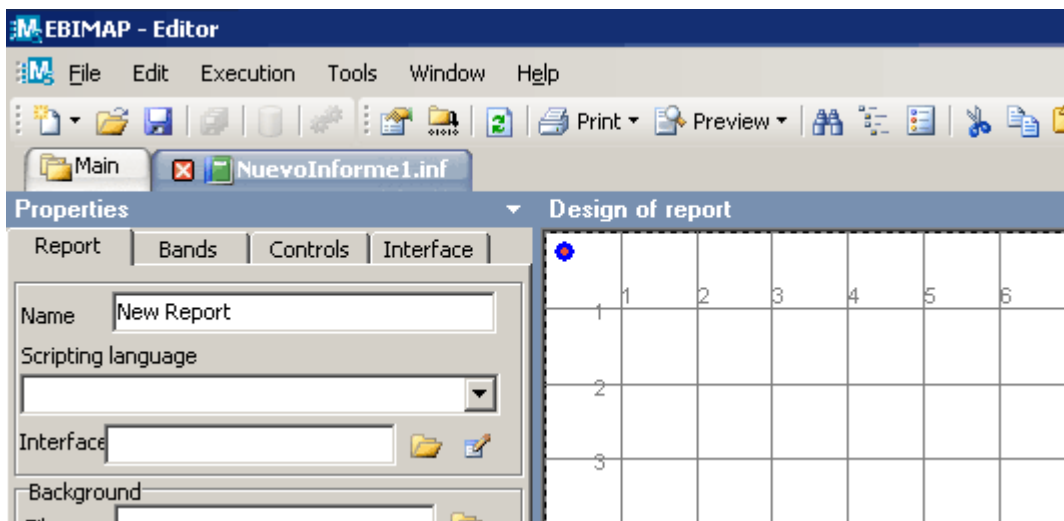 EBIMAP - Editor
File Edit Execution Tools Window Help
Print Preview
Main NuevoInforme1.inf
Properties Design of report
Report Bands Controls Interface
1 2 3 4 5 6
Name New Report
1
Scripting language
2
Interface
3
Background